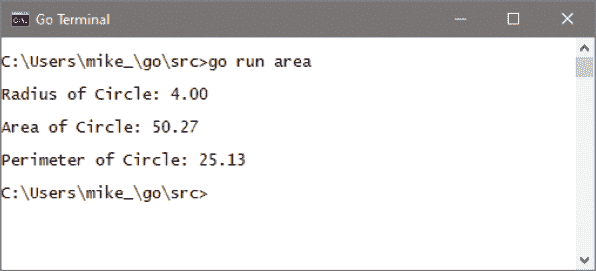 Go Terminal
C:\Users\mike_\go\src>go run area
Radius of Circle: 4.00
Area of Circle: 50.27
Perimeter of Circle: 25.13
C:\Users\mike_\go\src>